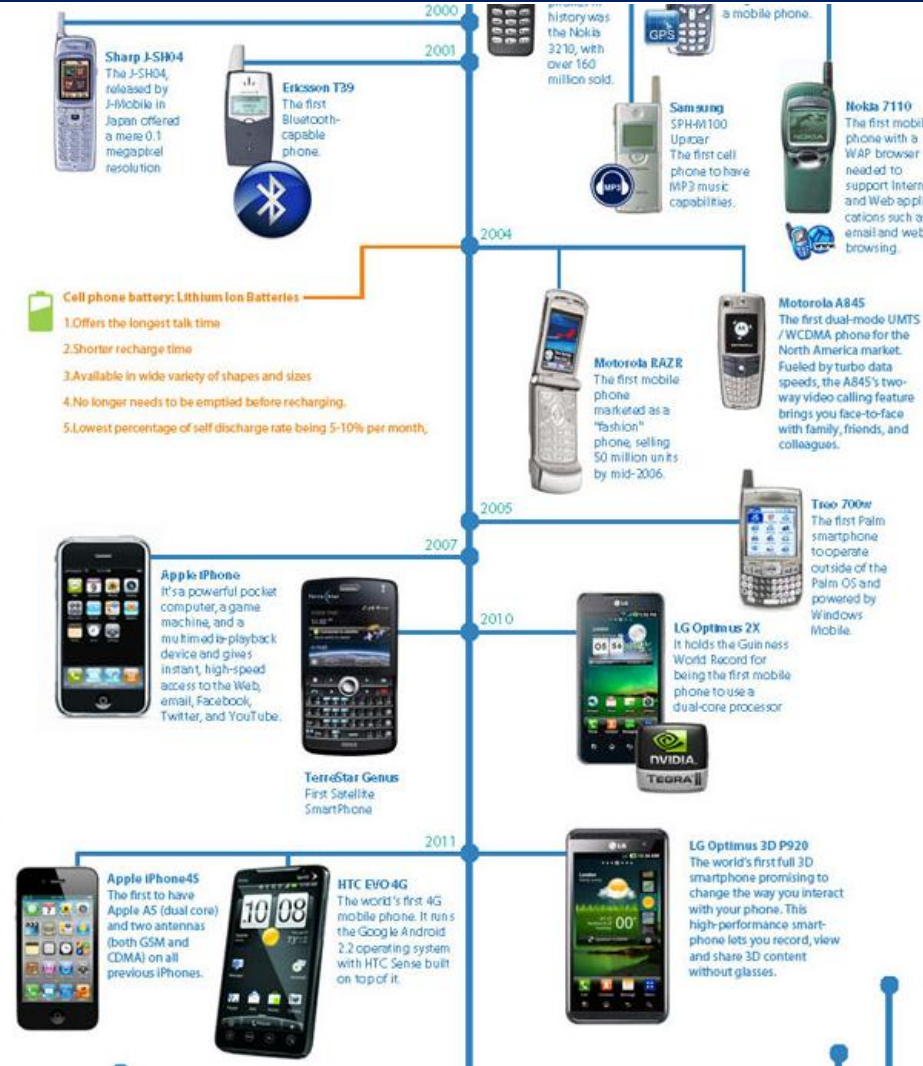 2000
history was
the Nokia
3210, with
over 160
million sold.
GPS
a mobile phone.
Sharp J-SH04
The J-SH04,
released by
J-Mobile in
Japan offered
a mere 0.1
megapixel
resolution
2001
Ericsson T39
The first
Bluetooth-
capable
phone.
Samsung
SPH-M100
Uproar
The first cell
phone to have
MP3 music
capabilities.
MP3
Nokia 7110
The first mobil
phone with a
WAP browser
needed to
support Intern
and Web appli
cations such a
email and web
browsing.
NOKIA
2004
Cell phone battery: Lithium Ion Batteries
1.Offers the longest talk time
2.Shorter recharge time
3.Available in wide variety of shapes and sizes
4.No longer needs to be emptied before recharging.
5.Lowest percentage of self discharge rate being 5-10% per month,
Motorola RAZR
The first mobile
phone
marketed as a
"fashion"
phone, selling
50 million units
by mid-2006.
Motorola A845
The first dual-mode UMTS
/WCDMA phone for the
North America market.
Fueled by turbo data
speeds, the A845's two-
way video calling feature
brings you face-to-face
with family, friends, and
colleagues.
2005
Treo 700w
The first Palm
smartphone
to operate
outside of the
Palm OS and
powered by
Windows
Mobile.
2007
Apple iPhone
It's a powerful pocket
computer, a game
machine, and a
multimedia-playback
device and gives
instant, high-speed
access to the Web,
email, Facebook,
Twitter, and YouTube.
2010
TerreStar
TerreStar Genus
First Satellite
SmartPhone
LG
LG Optimus 2X
It holds the Guinness
World Record for
being the first mobile
phone to use a
dual-core processor
NVIDIA
TEGRA II
2011
Apple iPhone4S
The first to have
Apple A5 (dual core)
and two antennas
(both GSM and
CDMA) on all
previous iPhones.
10 08
HTC EVO 4G
The world's first 4G
mobile phone. It runs
the Google Android
2.2 operating system
with HTC Sense built
on top of it.
LG
London
00°
LG Optimus 3D P920
The world's first full 3D
smartphone promising to
change the way you interact
with your phone. This
high-performance smart-
phone lets you record, view
and share 3D content
without glasses.